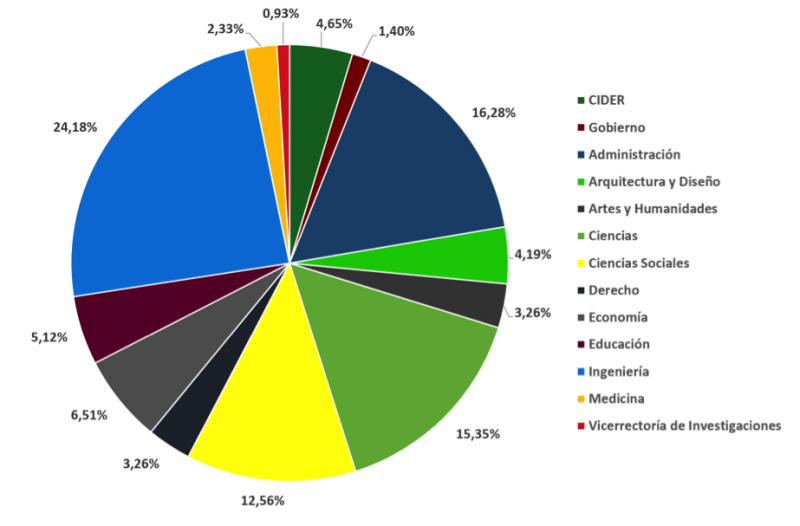 0,93%
2,33%
4,65%
1,40%
16,28%
24,18%
4,19%
3,26%
5,12%
6,51%
15,35%
3,26%
12,56%
CIDER
Gobierno
Administración
Arquitectura y Diseño
Artes y Humanidades
Ciencias
Ciencias Sociales
Derecho
Economía
Educación
Ingeniería
Medicina
Vicerrectoría de Investigaciones